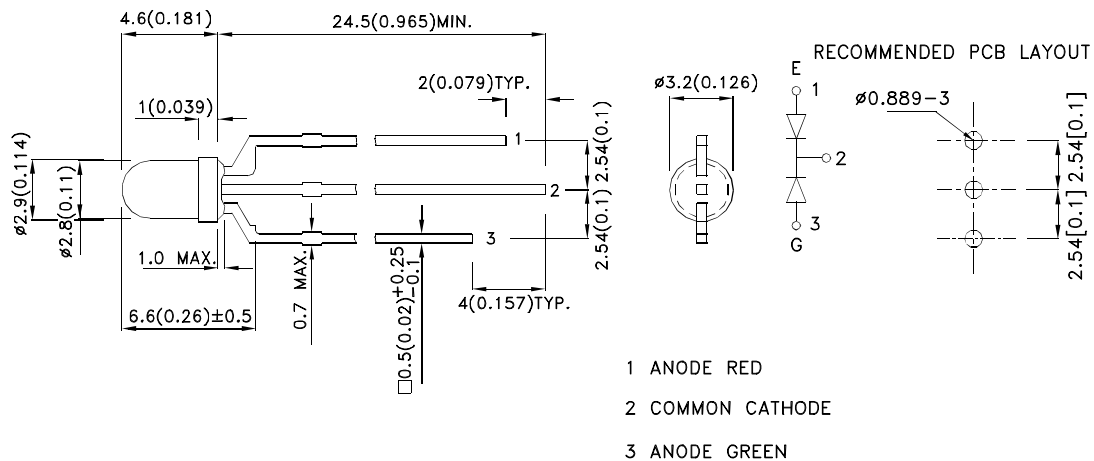 4.6(0.181)
24.5(0.965)MIN.
RECOMMENDED PCB LAYOUT
2(0.079)TYP.
ø3.2(0.126)
E
1
ø0.889-3
1(0.039)
1
2.54(0.1)
2.54[0.1]
ø2.9(0.114)
ø2.8(0.11)
2
2
2.54(0.1)
2.54[0.1]
3
3
G
1.0 MAX.
0.7 MAX.
□0.5(0.02)+0.25
-0.1
4(0.157)TYP.
6.6(0.26)±0.5
1 ANODE RED
2 COMMON CATHODE
3 ANODE GREEN